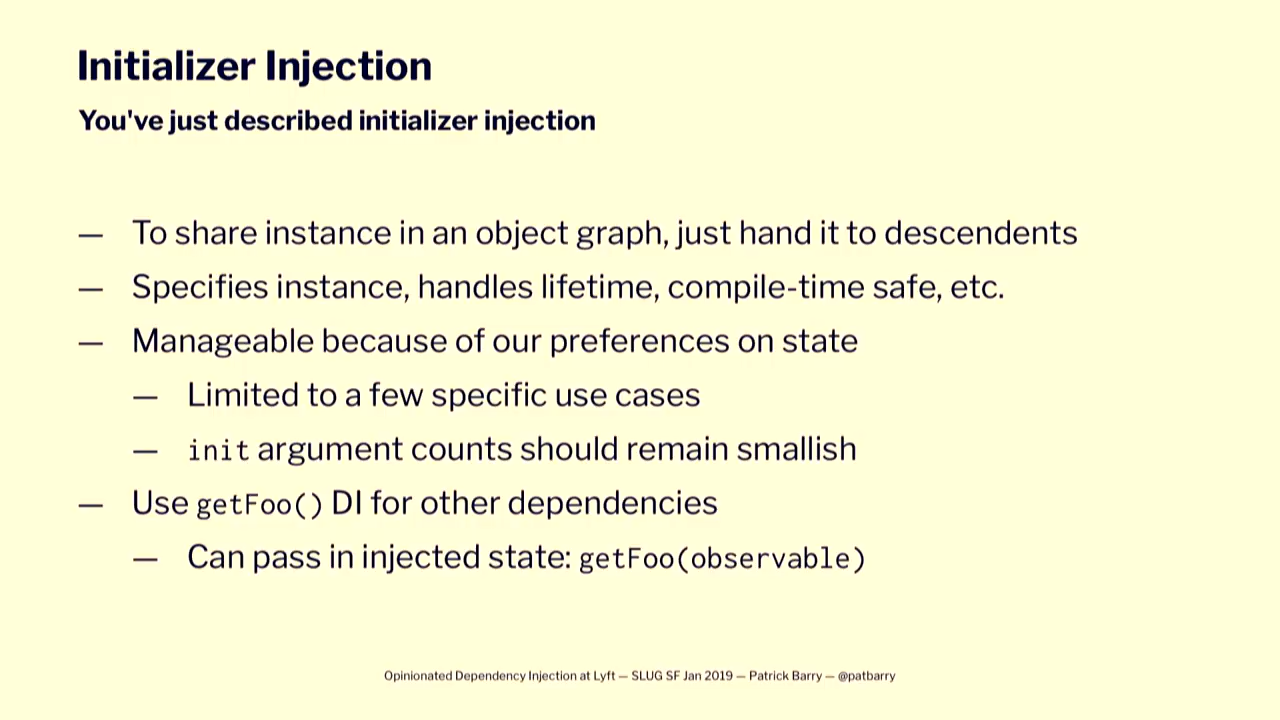 Initializer Injection
You've just described initializer injection
— To share instance in an object graph, just hand it to descendents
— Specifies instance, handles lifetime, compile-time safe, etc.
— Manageable because of our preferences on state
— Limited to a few specific use cases
— init argument counts should remain smallish
— Use getFoo() DI for other dependencies
— Can pass in injected state: getFoo(observable)
Opinionated Dependency Injection at Lyft — SLUG SF Jan 2019 — Patrick Barry — @patbarry